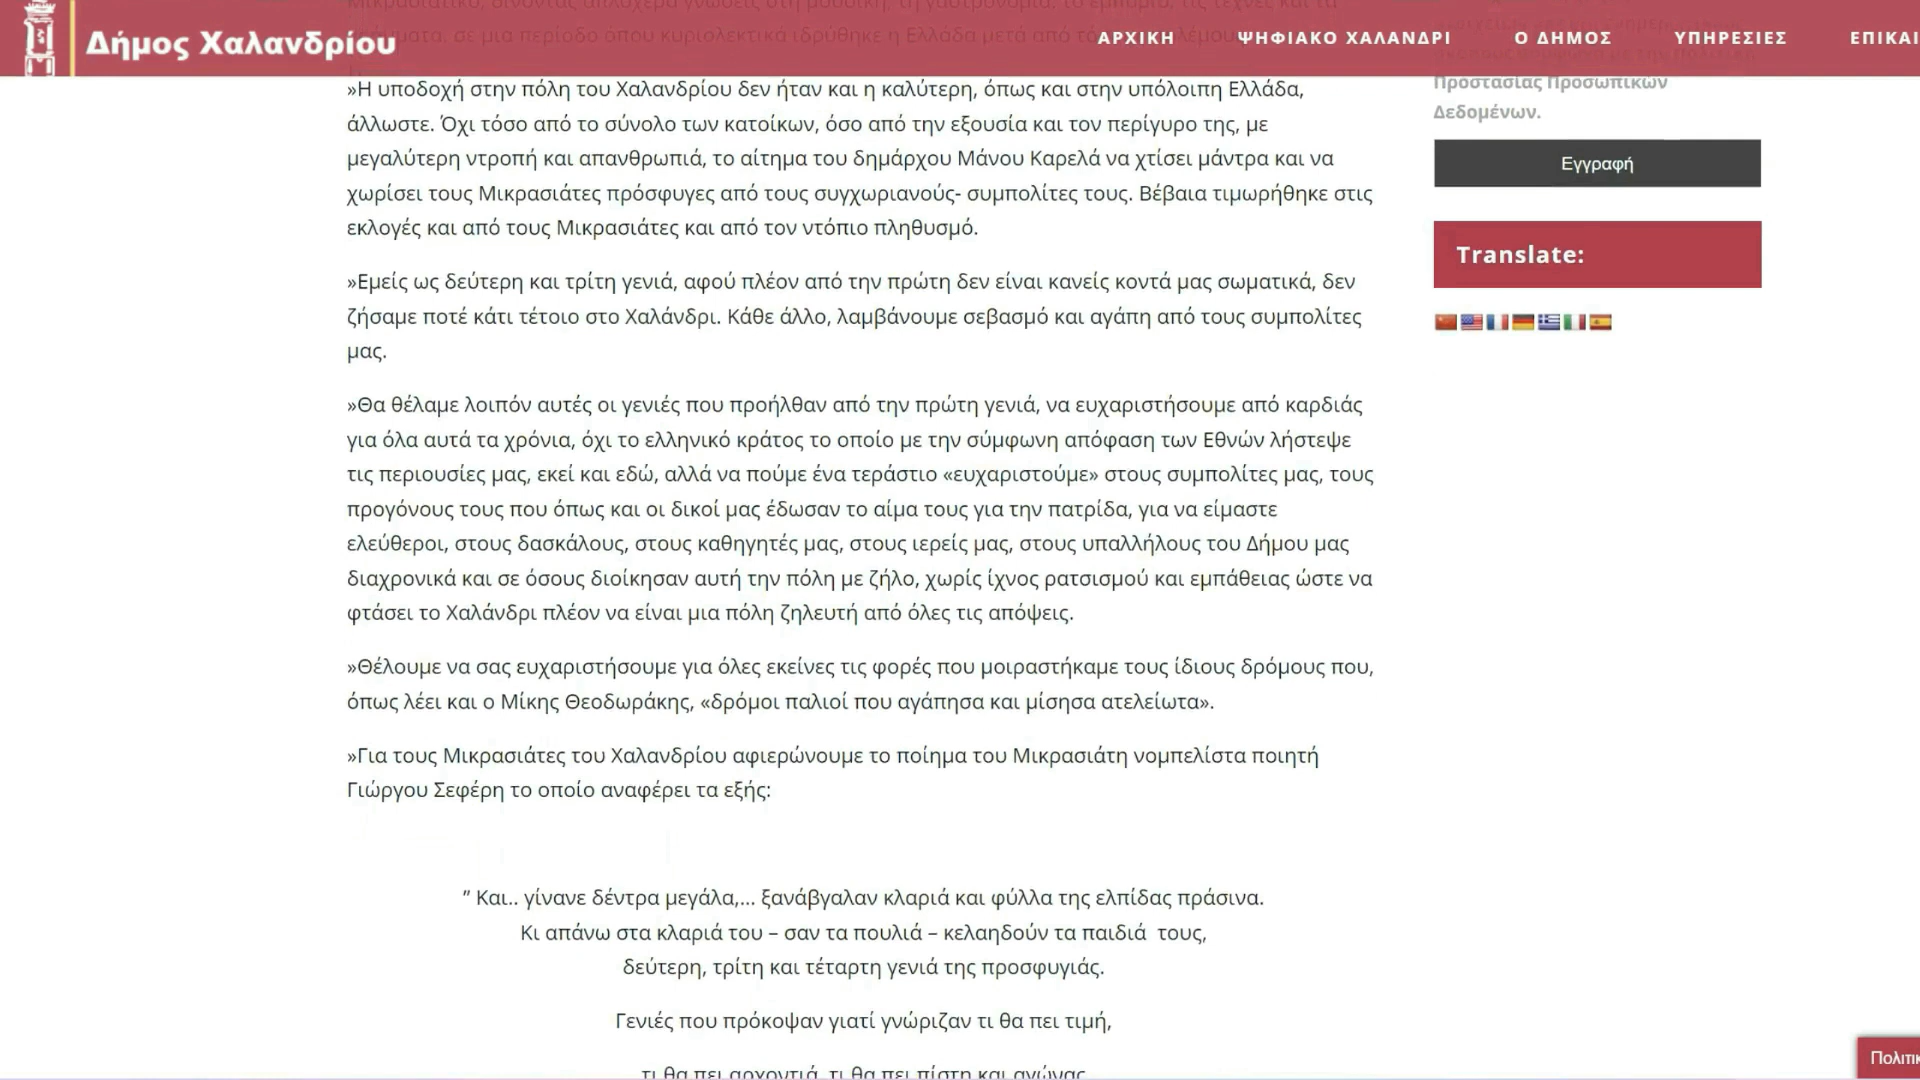 Δήμος Χαλανδρίου
ΑΡΧΙΚΗ
ΨΗΦΙΑΚΟ ΧΑΛΑΝΔΡΙ
Ο ΔΗΜΟΣ
ΥΠΗΡΕΣΙΕΣ
ΕΠΙΚΑΙ
»Η υποδοχή στην πόλη του Χαλανδρίου δεν ήταν και η καλύτερη, όπως και στην υπόλοιπη Ελλάδα,
άλλωστε. Όχι τόσο από το σύνολο των κατοίκων, όσο από την εξουσία και τον περίγυρο της, με
μεγαλύτερη ντροπή και απανθρωπιά, το αίτημα του δημάρχου Μάνου Καρελά να χτίσει μάντρα και να
χωρίσει τους Μικρασιάτες πρόσφυγες από τους συγχωριανούς- συμπολίτες τους. Βέβαια τιμωρήθηκε στις
εκλογές και από τους Μικρασιάτες και από τον ντόπιο πληθυσμό.
»Εμείς ως δεύτερη και τρίτη γενιά, αφού πλέον από την πρώτη δεν είναι κανείς κοντά μας σωματικά, δεν
ζήσαμε ποτέ κάτι τέτοιο στο Χαλάνδρι. Κάθε άλλο, λαμβάνουμε σεβασμό και αγάπη από τους συμπολίτες
μας.
»Θα θέλαμε λοιπόν αυτές οι γενιές που προήλθαν από την πρώτη γενιά, να ευχαριστήσουμε από καρδιάς
για όλα αυτά τα χρόνια, όχι το ελληνικό κράτος το οποίο με την σύμφωνη απόφαση των Εθνών λήστεψε
τις περιουσίες μας, εκεί και εδώ, αλλά να πούμε ένα τεράστιο «ευχαριστούμε» στους συμπολίτες μας, τους
προγόνους τους που όπως και οι δικοί μας έδωσαν το αίμα τους για την πατρίδα, για να είμαστε
ελεύθεροι, στους δασκάλους, στους καθηγητές μας, στους ιερείς μας, στους υπαλλήλους του Δήμου μας
διαχρονικά και σε όσους διοίκησαν αυτή την πόλη με ζήλο, χωρίς ίχνος ρατσισμού και εμπάθειας ώστε να
φτάσει το Χαλάνδρι πλέον να είναι μια πόλη ζηλευτή από όλες τις απόψεις.
»Θέλουμε να σας ευχαριστήσουμε για όλες εκείνες τις φορές που μοιραστήκαμε τους ίδιους δρόμους που,
όπως λέει και ο Μίκης Θεοδωράκης, «δρόμοι παλιοί που αγάπησα και μίσησα ατελείωτα».
»Για τους Μικρασιάτες του Χαλανδρίου αφιερώνουμε το ποίημα του Μικρασιάτη νομπελίστα ποιητή
Γιώργου Σεφέρη το οποίο αναφέρει τα εξής:
” Και.. γίνανε δέντρα μεγάλα,… ξανάβγαλαν κλαριά και φύλλα της ελπίδας πράσινα.
Κι απάνω στα κλαριά του – σαν τα πουλιά – κελαηδούν τα παιδιά τους,
δεύτερη, τρίτη και τέταρτη γενιά της προσφυγιάς.
Γενιές που πρόκοψαν γιατί γνώριζαν τι θα πει τιμή,
τι θα πει αρχοντιά, τι θα πει πίστη και αγώνας
Προστασίας Προσωπικών
Δεδομένων.
Εγγραφή
Translate:
Πολιτικ